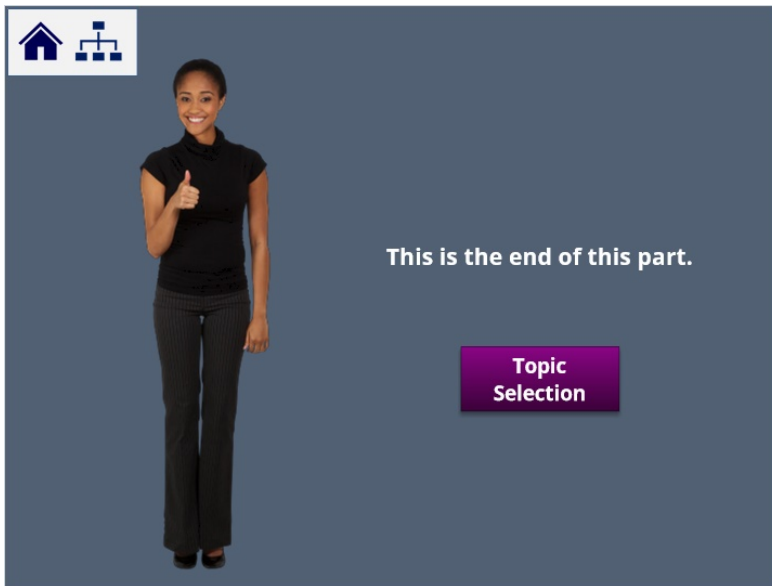 This is the end of this part.
Topic
Selection